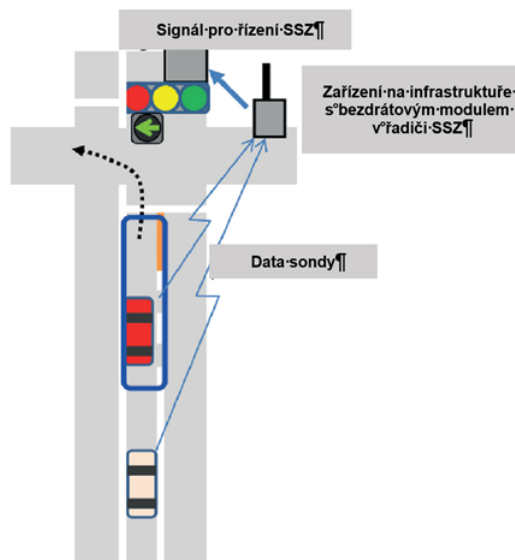 Signál·pro·řízení·SSZ¶
Zařízení·na·infrastruktuře·
s°bezdrátovým·modulem·
v°řadiči·SSZ¶
Data·sondy¶